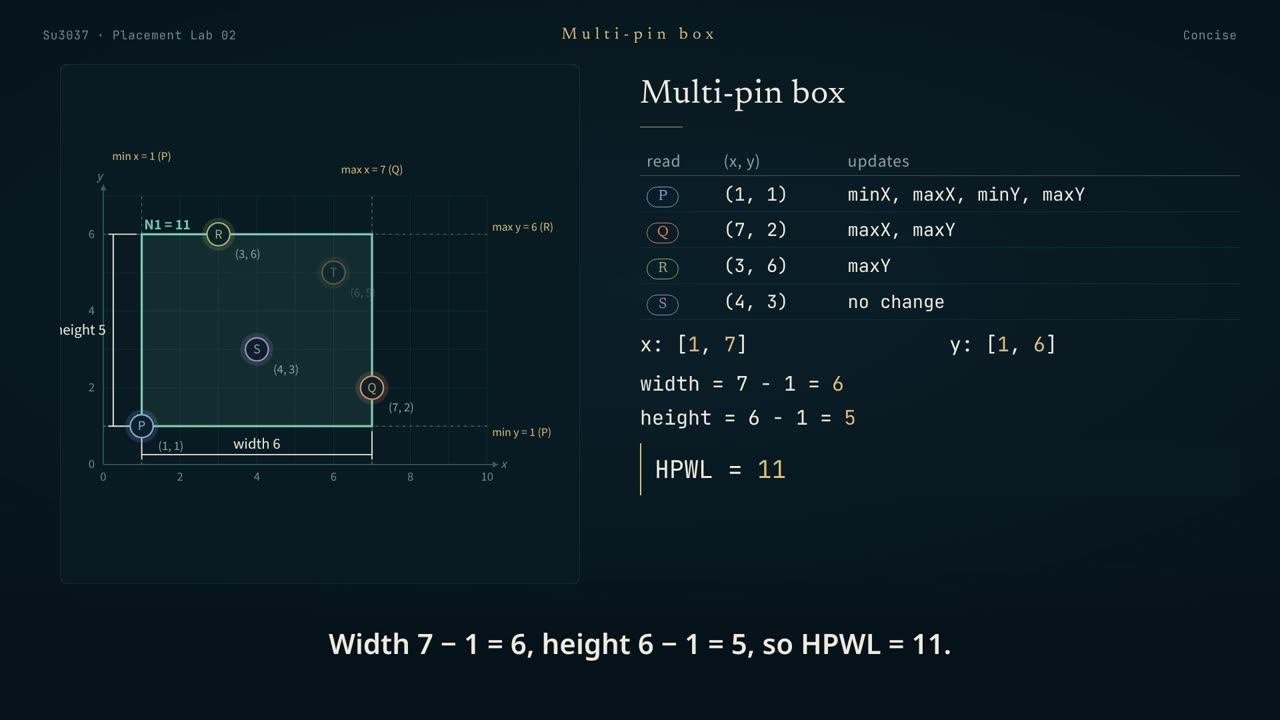 Su3037 · Placement Lab 02
Multi-pin box
Concise
min x = 1 (P)
max x = 7 (Q)
y
N1 = 11
6
R
(3, 6)
max y = 6 (R)
T
(6, 5)
4
height 5
S
(4, 3)
2
Q
(7, 2)
P
(1, 1)
width 6
min y = 1 (P)
0
x
0 2 4 6 8 10
Multi-pin box
read (x, y) updates
P (1, 1) minX, maxX, minY, maxY
Q (7, 2) maxX, maxY
R (3, 6) maxY
S (4, 3) no change
x: [1, 7] y: [1, 6]
width = 7 - 1 = 6
height = 6 - 1 = 5
HPWL = 11
Width 7 − 1 = 6, height 6 − 1 = 5, so HPWL = 11.